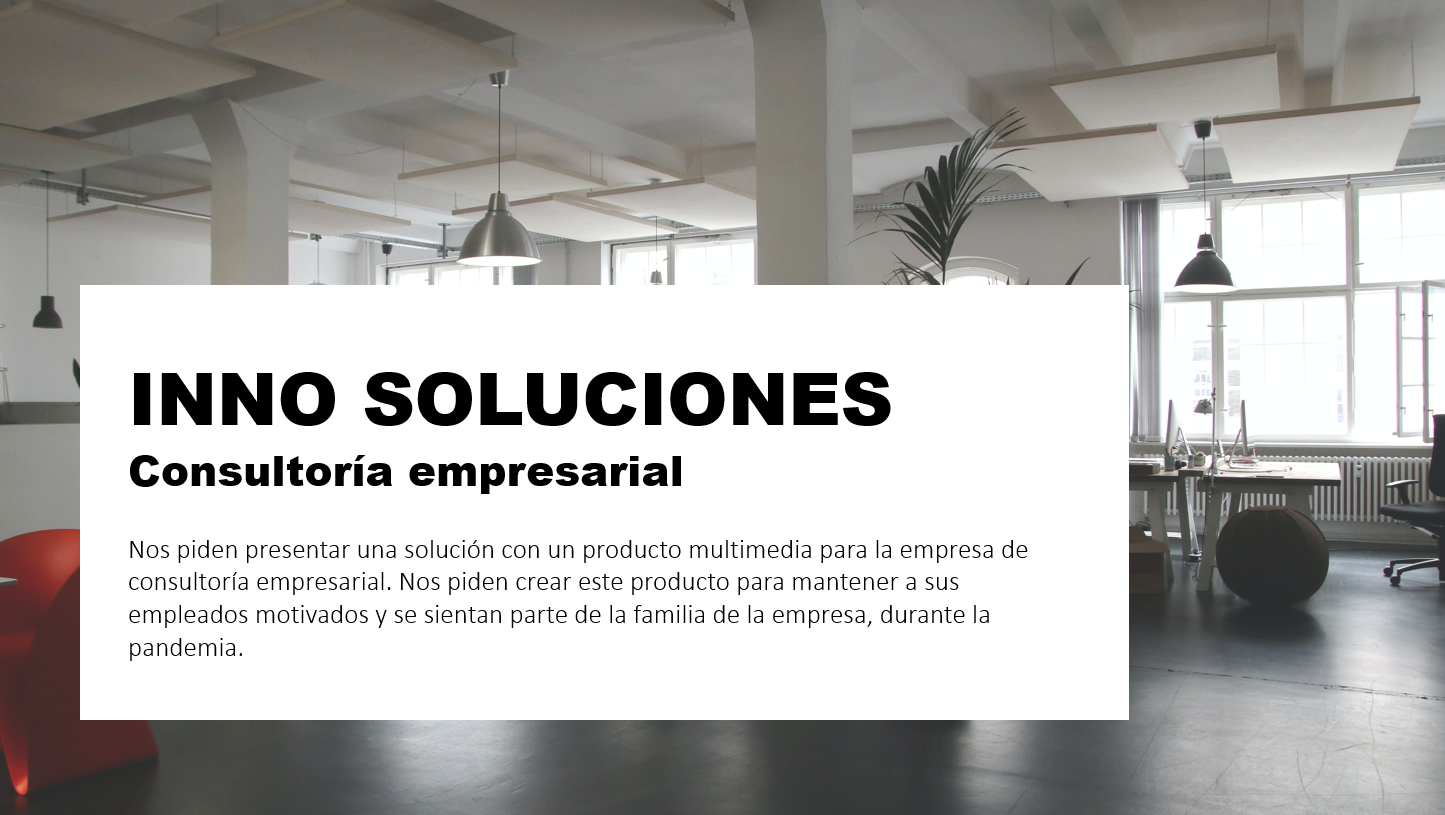 INNO SOLUCIONES
Consultoría empresarial
Nos piden presentar una solución con un producto multimedia para la empresa de
consultoría empresarial. Nos piden crear este producto para mantener a sus
empleados motivados y se sientan parte de la familia de la empresa, durante la
pandemia.